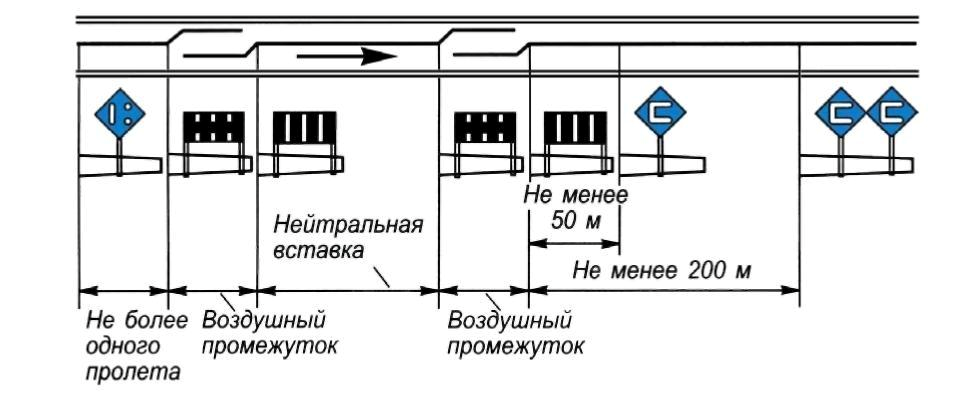 Не менее
50 м
Нейтральная
вставка
Не менее 200 м
Не более
одного
пролета
Воздушный
промежуток
Воздушный
промежуток